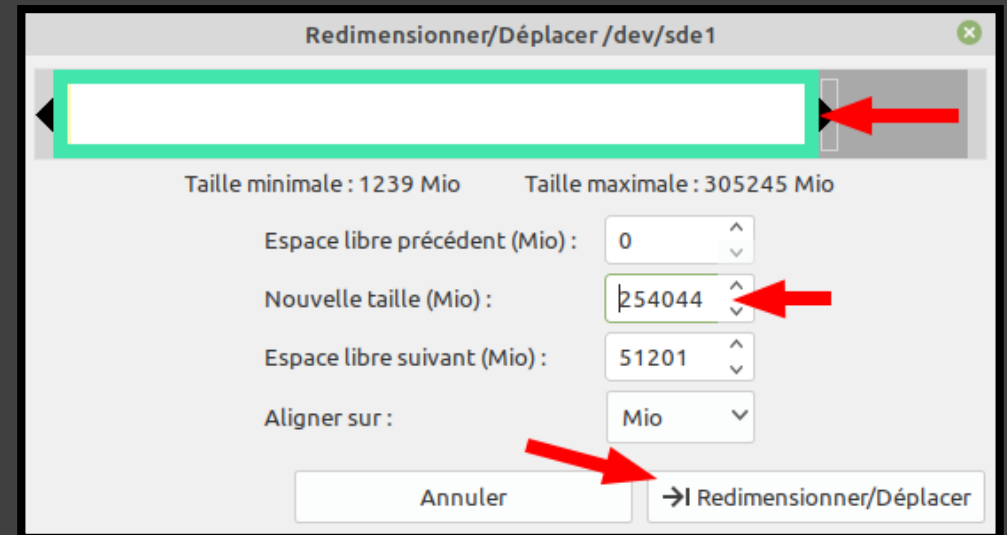 Redimensionner/Déplacer /dev/sde1
Taille minimale : 1239 Mio Taille maximale : 305245 Mio
Espace libre précédent (Mio) : 0
Nouvelle taille (Mio) : 254044
Espace libre suivant (Mio) : 51201
Aligner sur : Mio
Annuler Redimensionner/Déplacer